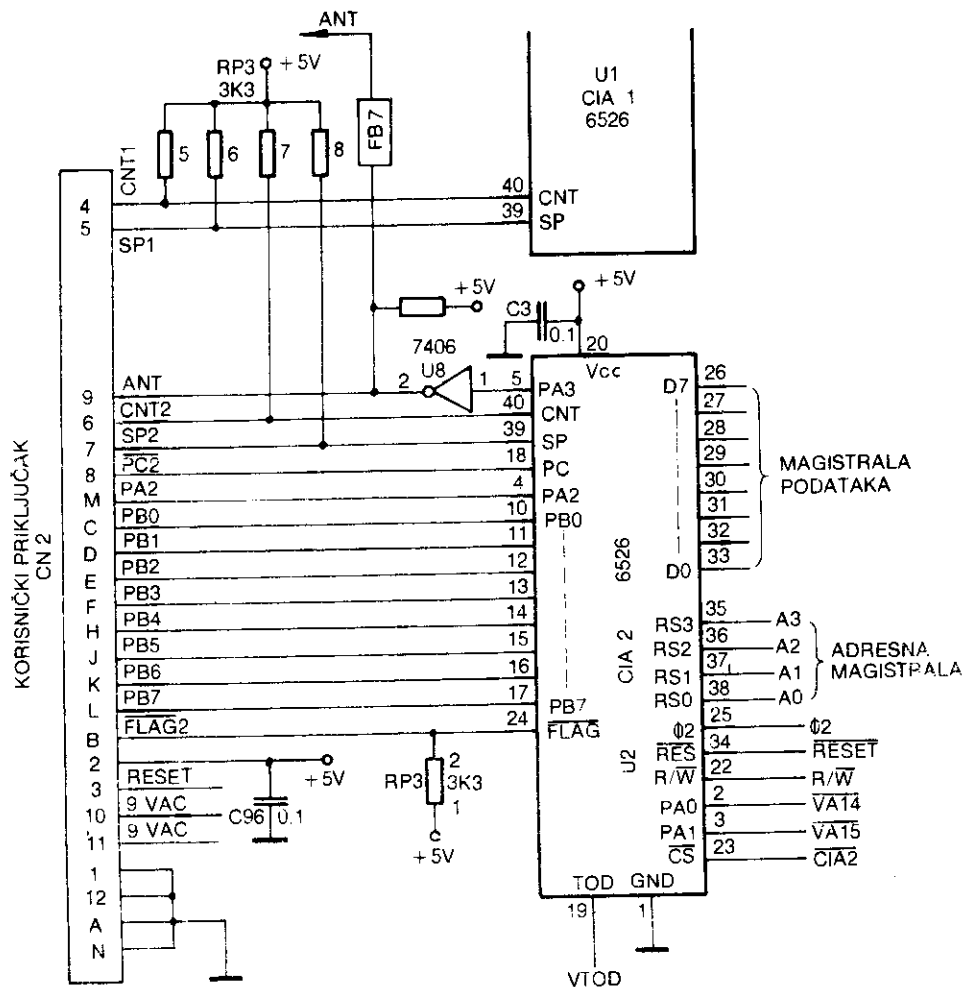 ANT
RP3
3K3
+5V
5
6
7
8
FB7
U1
CIA 1
6526
CNT1
4
40
CNT
5
39
SP
SP1
+5V
+5V
C3
0.1
7406
U8
20
Vcc
9
ANT
2
1
5
PA3
6
CNT2
40
CNT
7
SP2
39
SP
8
PC2
18
PC
M
PA2
4
PA2
C
PB0
10
PB0
D
PB1
11
E
PB2
12
F
PB3
13
H
PB4
14
J
PB5
15
K
PB6
16
L
PB7
17
PB7
B
FLAG2
24
FLAG
2
+5V
3
RESET
10
9 VAC
11
9 VAC
C96
0.1
RP3
2
3K3
1
+5V
1
12
A
N
KORISNIČKI PRIKLJUČAK
CN 2
6526
CIA 2
U2
D7
26
27
28
29
30
31
32
D0
33
MAGISTRALA
PODATAKA
RS3
35
A3
RS2
36
A2
RS1
37
A1
RS0
38
A0
ADRESNA
MAGISTRALA
Φ2
25
Φ2
RES
34
RESET
R/W
22
R/W
PA0
2
VA14
PA1
3
VA15
CS
23
CIA2
TOD
GND
19
1
VTOD